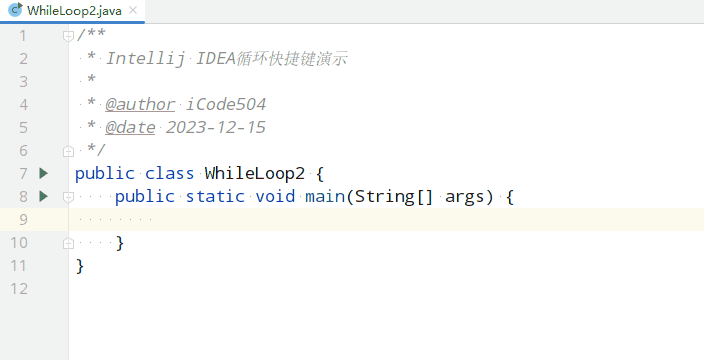 WhileLoop2.java
1 /**
2 * Intellij IDEA循环快捷键演示
3 *
4 * @author iCode504
5 * @date 2023-12-15
6 */
7 public class WhileLoop2 {
8 public static void main(String[] args) {
9
10 }
11 }
12